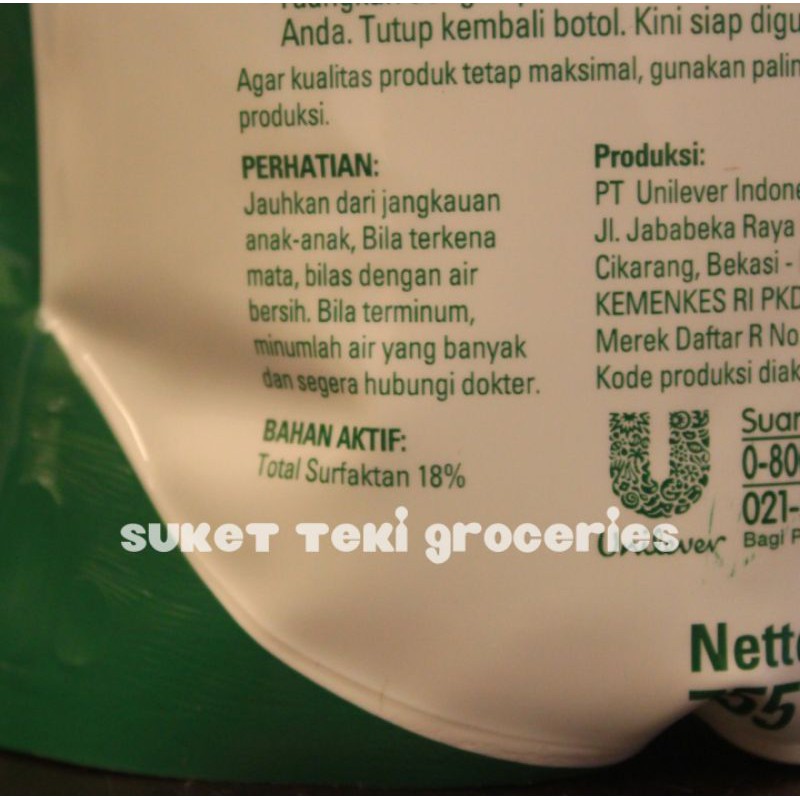 Anda. Tutup kembali botol. Kini siap digu
Agar kualitas produk tetap maksimal, gunakan palin
produksi.
PERHATIAN:
Jauhkan dari jangkauan
anak-anak, Bila terkena
mata, bilas dengan air
bersih. Bila terminum,
minumlah air yang banyak
dan segera hubungi dokter.
BAHAN AKTIF:
Total Surfaktan 18%
Produksi:
PT Unilever Indone
Jl. Jababeka Raya
Cikarang, Bekasi -
KEMENKES RI PKD
Merek Daftar R No
Kode produksi diak
Unilever
Suar
0-80
021-
Bagi P
suket teki groceries
Nett
55